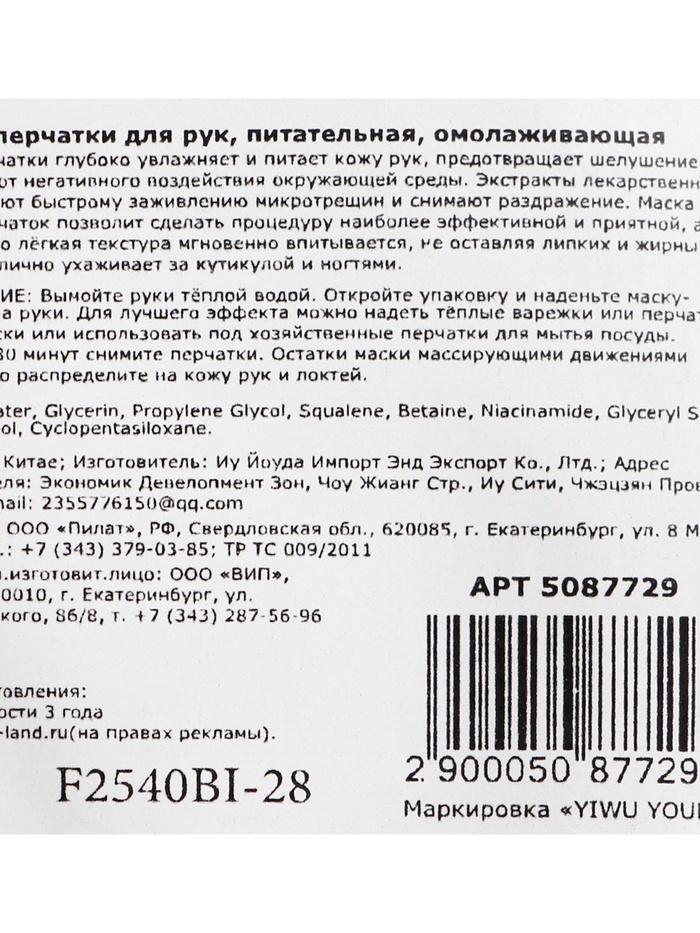 перчатки для рук, питательная, омолаживающая
чатки глубоко увлажняет и питает кожу рук, предотвращает шелушение
от негативного воздействия окружающей среды. Экстракты лекарственн
ют быстрому заживлению микротрещин и снимают раздражение. Маска
чаток позволит сделать процедуру наиболее эффективной и приятной, а
о лёгкая текстура мгновенно впитывается, не оставляя липких и жирны
лично ухаживает за кутикулой и ногтями.
ИЕ: Вымойте руки тёплой водой. Откройте упаковку и наденьте маску-
а руки. Для лучшего эффекта можно надеть тёплые варежки или перчат
ски или использовать под хозяйственные перчатки для мытья посуды.
30 минут снимите перчатки. Остатки маски массирующими движениями
о распределите на кожу рук и локтей.
ater, Glycerin, Propylene Glycol, Squalene, Betaine, Niacinamide, Glyceryl S
ol, Cyclopentasiloxane.
Китае; Изготовитель: Иу Йоуда Импорт Энд Экспорт Ко., Лтд.; Адрес
еля: Экономик Девелопмент Зон, Чоу Жианг Стр., Иу Сити, Чжэцзян Пров
mail: 2355776150@qq.com
ООО «Пилат», РФ, Свердловская обл., 620085, г. Екатеринбург, ул. 8 М
.: +7 (343) 379-03-85; ТР ТС 009/2011
.изготовит.лицо: ООО «ВИП»,
0010, г. Екатеринбург, ул.
кого, 86/8, т. +7 (343) 287-56-96
АРТ 5087729
товления:
ости 3 года
-land.ru(на правах рекламы).
F2540BI-28
2 900050 87729
Маркировка «YIWU YOU